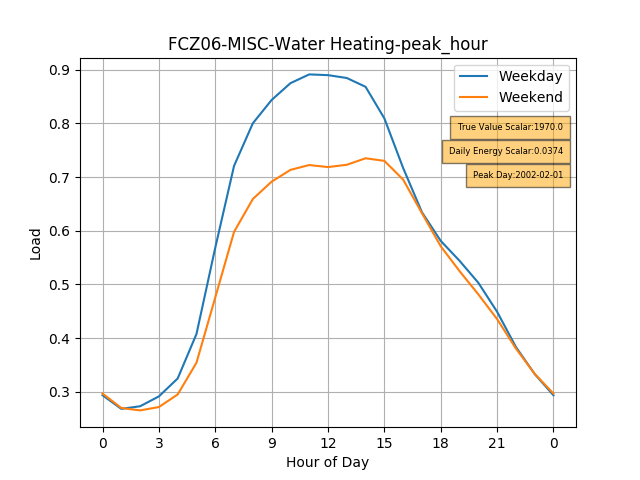 FCZ06-MISC-Water Heating-peak_hour
Weekday
Weekend
True Value Scalar:1970.0
Daily Energy Scalar:0.0374
Peak Day:2002-02-01
Load
0.9
0.8
0.7
0.6
0.5
0.4
0.3
0 3 6 9 12 15 18 21 0
Hour of Day